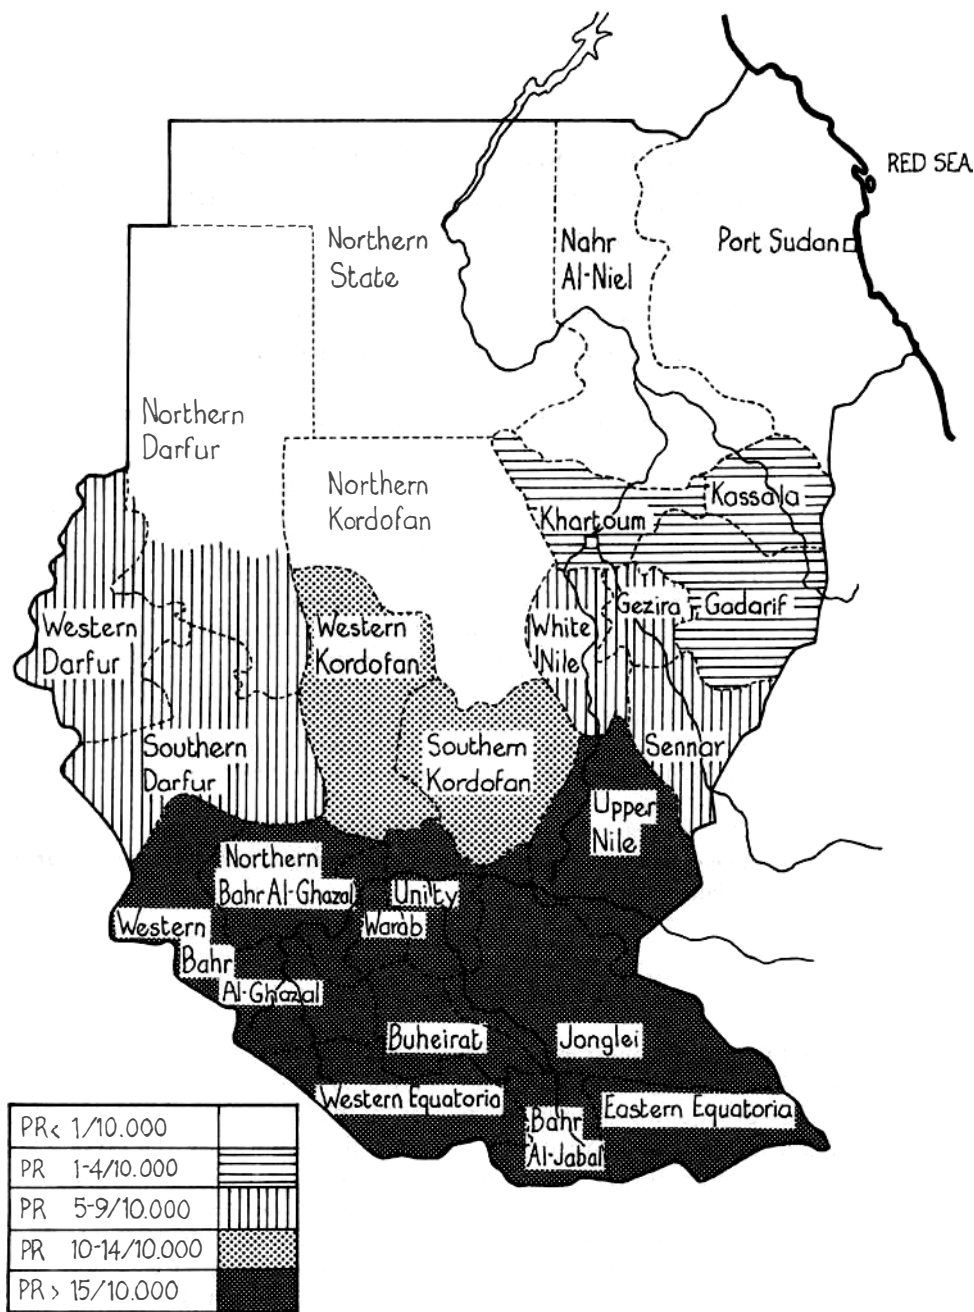 RED SEA
Northern
State
Nahr
Al-Niel
Port Sudan
Northern
Darfur
Northern
Kordofan
Kassala
Khartoum
Western
Darfur
Western
Kordofan
White
Nile
Gezira
Gadarif
Southern
Darfur
Southern
Kordofan
Sennar
Upper
Nile
Northern
Bahr Al-Ghazal
Unity
Warab
Western
Bahr
Al-Ghazal
Buheirat
Jonglei
Western Equatoria
Bahr
Al-Jabal
Eastern Equatoria
PR< 1/10.000
PR 1-4/10.000
PR 5-9/10.000
PR 10-14/10.000
PR > 15/10.000